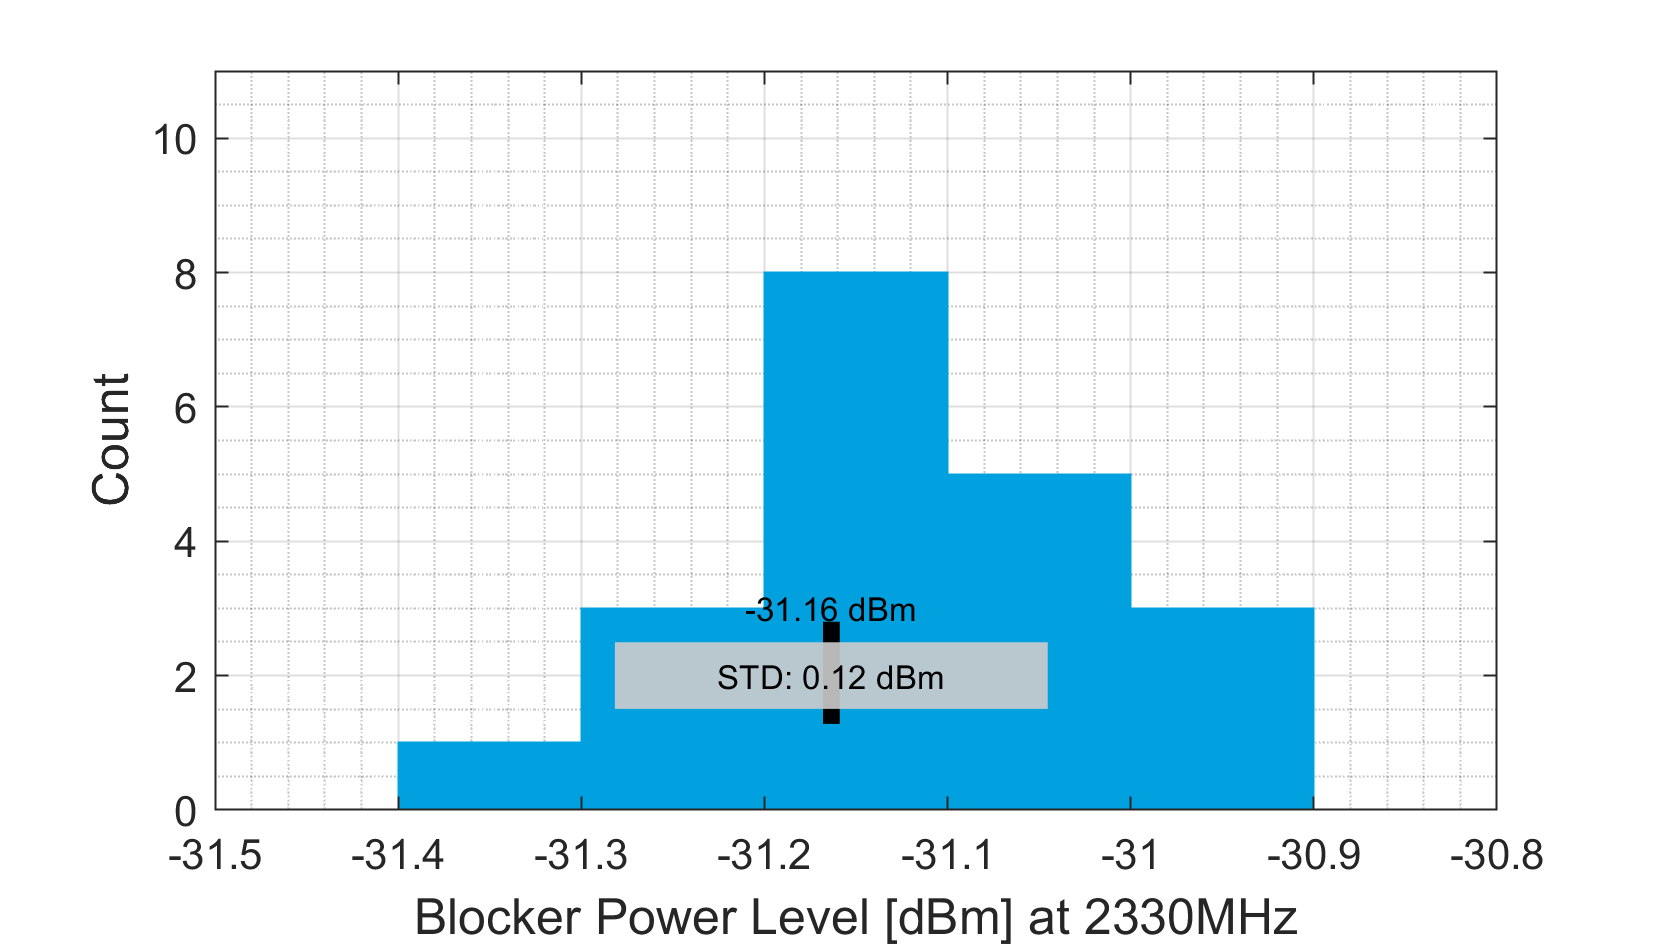 10
8
6
4
2
0
Count
-31.16 dBm
STD: 0.12 dBm
-31.5 -31.4 -31.3 -31.2 -31.1 -31 -30.9 -30.8
Blocker Power Level [dBm] at 2330MHz